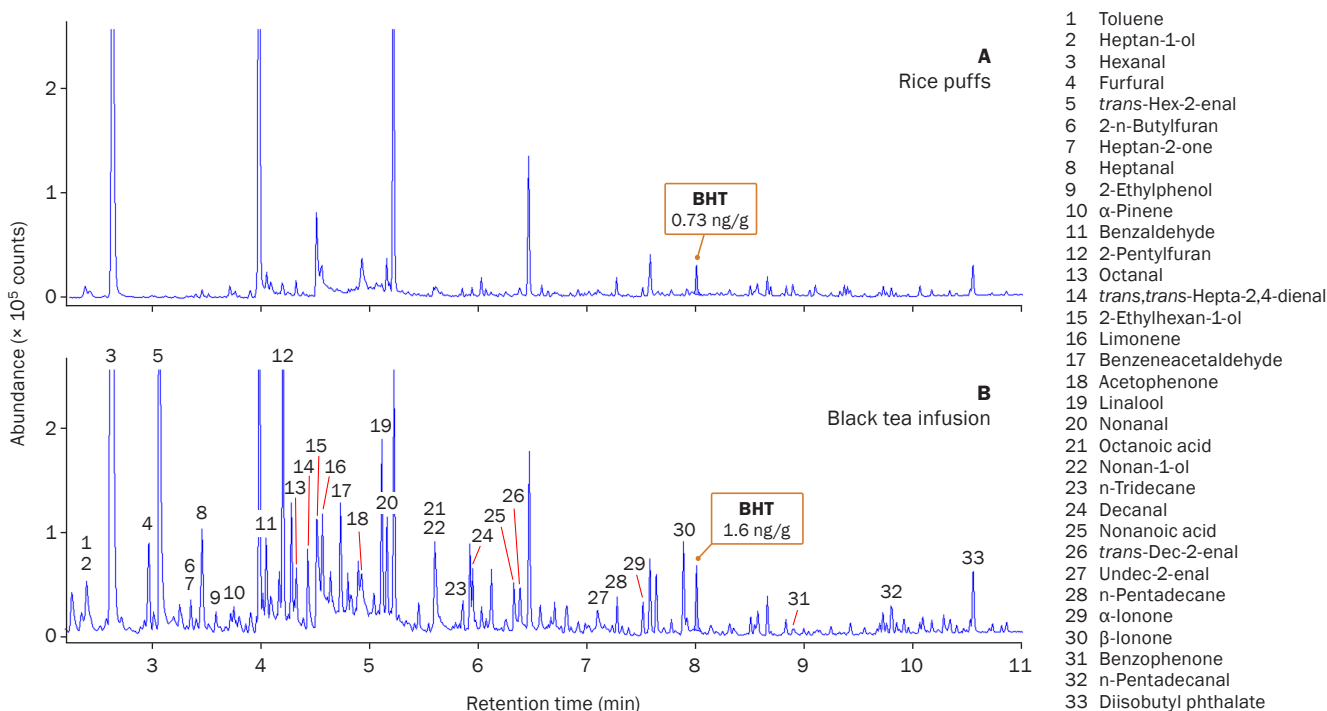 Abundance (× 10⁵ counts)
2
1
0
A
Rice puffs
BHT
0.73 ng/g
2
1
0
B
Black tea infusion
BHT
1.6 ng/g
3
5
12
19
15
14
16
13
17
20
18
21
22
26
25
24
4
8
11
1
2
6
7
9
10
23
27
28
29
30
31
32
33
3
4
5
6
7
8
9
10
11
Retention time (min)
1 Toluene
2 Heptan-1-ol
3 Hexanal
4 Furfural
5 trans-Hex-2-enal
6 2-n-Butylfuran
7 Heptan-2-one
8 Heptanal
9 2-Ethylphenol
10 α-Pinene
11 Benzaldehyde
12 2-Pentylfuran
13 Octanal
14 trans,trans-Hepta-2,4-dienal
15 2-Ethylhexan-1-ol
16 Limonene
17 Benzeneacetaldehyde
18 Acetophenone
19 Linalool
20 Nonanal
21 Octanoic acid
22 Nonan-1-ol
23 n-Tridecane
24 Decanal
25 Nonanoic acid
26 trans-Dec-2-enal
27 Undec-2-enal
28 n-Pentadecane
29 α-Ionone
30 β-Ionone
31 Benzophenone
32 n-Pentadecanal
33 Diisobutyl phthalate